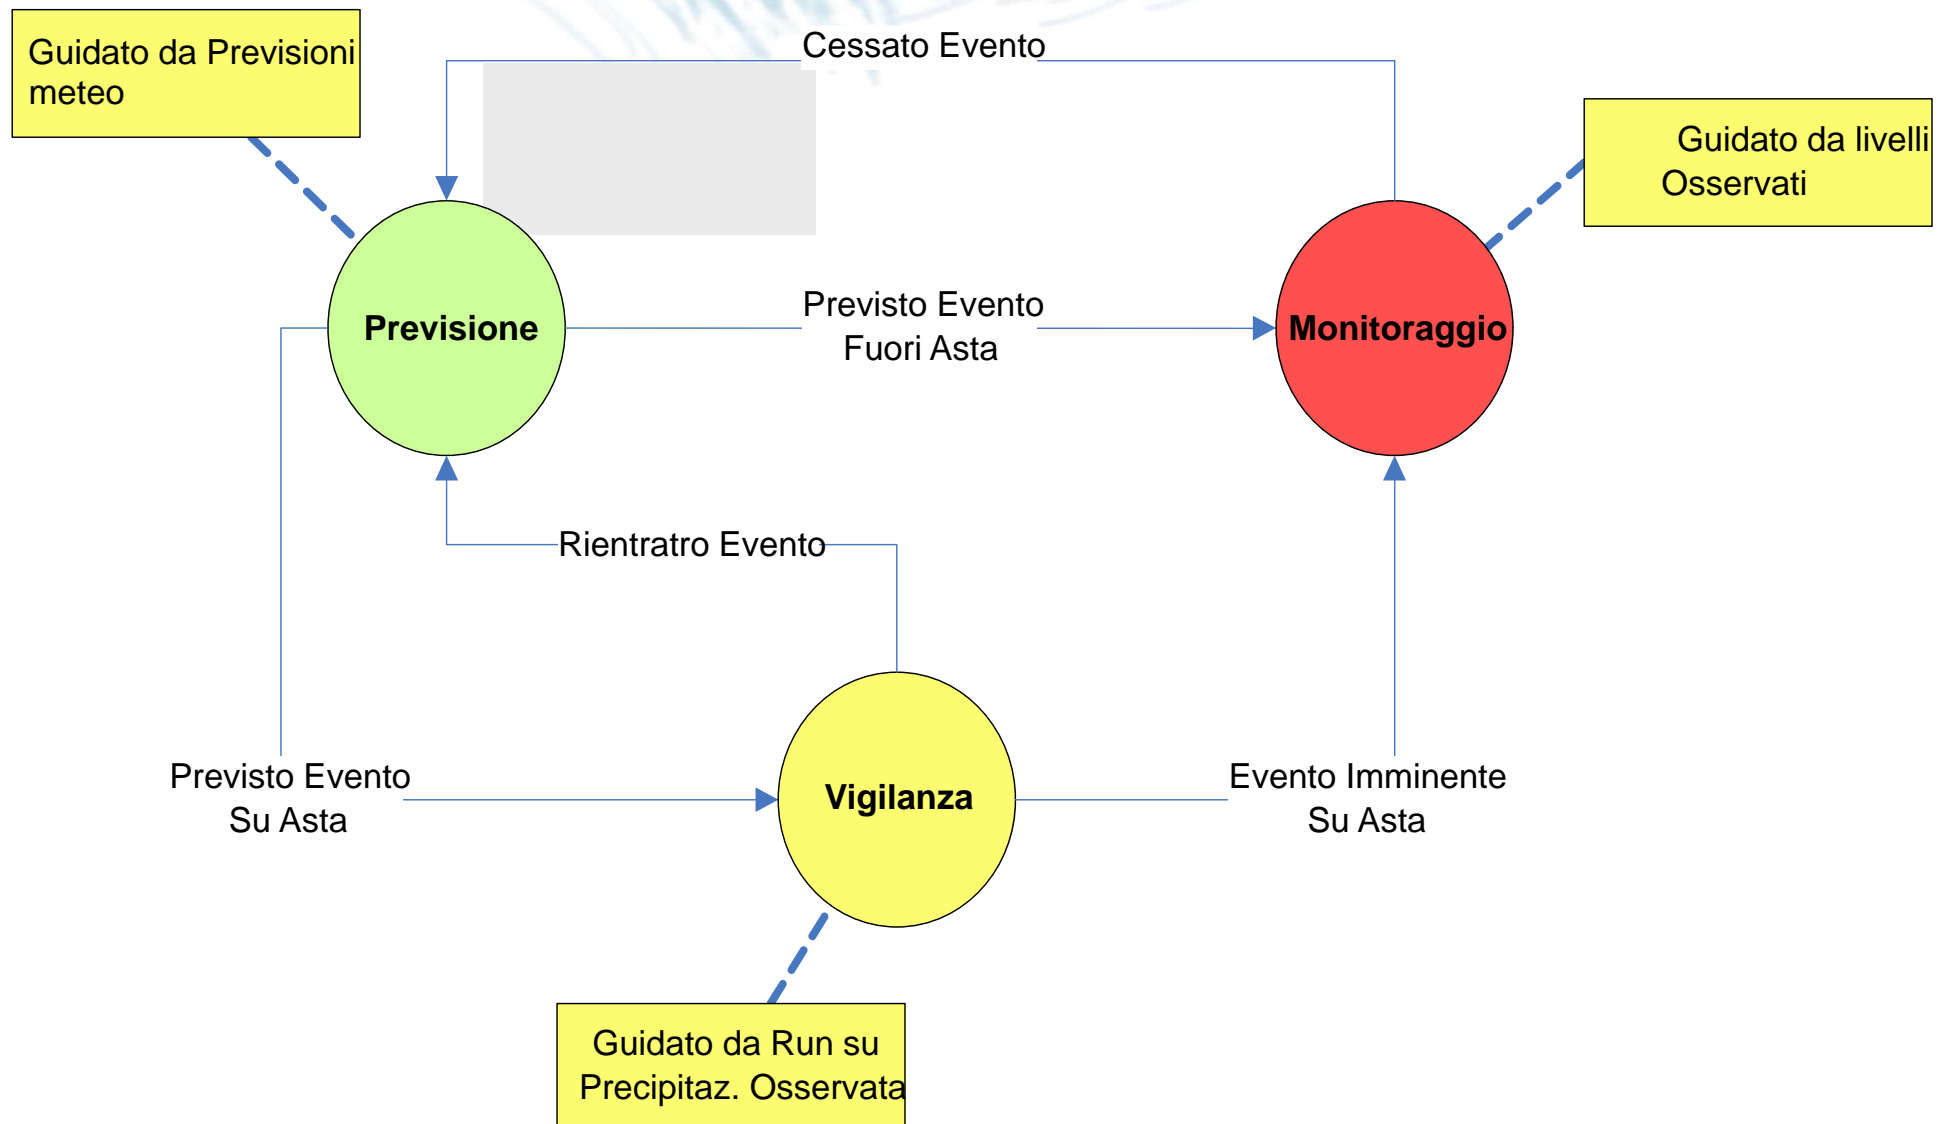 Guidato da Previsioni
meteo
Cessato Evento
Guidato da livelli
Osservati
Previsione
Previsto Evento
Fuori Asta
Monitoraggio
Rientratro Evento
Previsto Evento
Su Asta
Vigilanza
Evento Imminente
Su Asta
Guidato da Run su
Precipitaz. Osservata